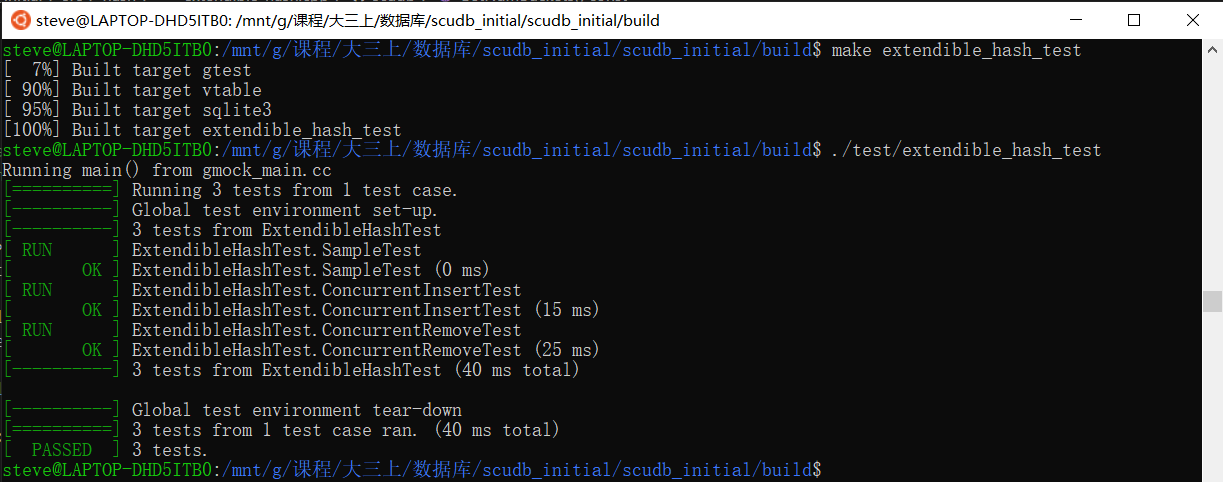 steve@LAPTOP-DHD5ITB0: /mnt/g/课程/大三上/数据库/scudb_initial/scudb_initial/build
steve@LAPTOP-DHD5ITB0:/mnt/g/课程/大三上/数据库/scudb_initial/scudb_initial/build$ make extendible_hash_test
[  7%] Built target gtest
[ 90%] Built target vtable
[ 95%] Built target sqlite3
[100%] Built target extendible_hash_test
steve@LAPTOP-DHD5ITB0:/mnt/g/课程/大三上/数据库/scudb_initial/scudb_initial/build$ ./test/extendible_hash_test
Running main() from gmock_main.cc
[==========] Running 3 tests from 1 test case.
[----------] Global test environment set-up.
[----------] 3 tests from ExtendibleHashTest
[ RUN      ] ExtendibleHashTest.SampleTest
[       OK ] ExtendibleHashTest.SampleTest (0 ms)
[ RUN      ] ExtendibleHashTest.ConcurrentInsertTest
[       OK ] ExtendibleHashTest.ConcurrentInsertTest (15 ms)
[ RUN      ] ExtendibleHashTest.ConcurrentRemoveTest
[       OK ] ExtendibleHashTest.ConcurrentRemoveTest (25 ms)
[----------] 3 tests from ExtendibleHashTest (40 ms total)
[----------] Global test environment tear-down
[==========] 3 tests from 1 test case ran. (40 ms total)
[  PASSED  ] 3 tests.
steve@LAPTOP-DHD5ITB0:/mnt/g/课程/大三上/数据库/scudb_initial/scudb_initial/build$